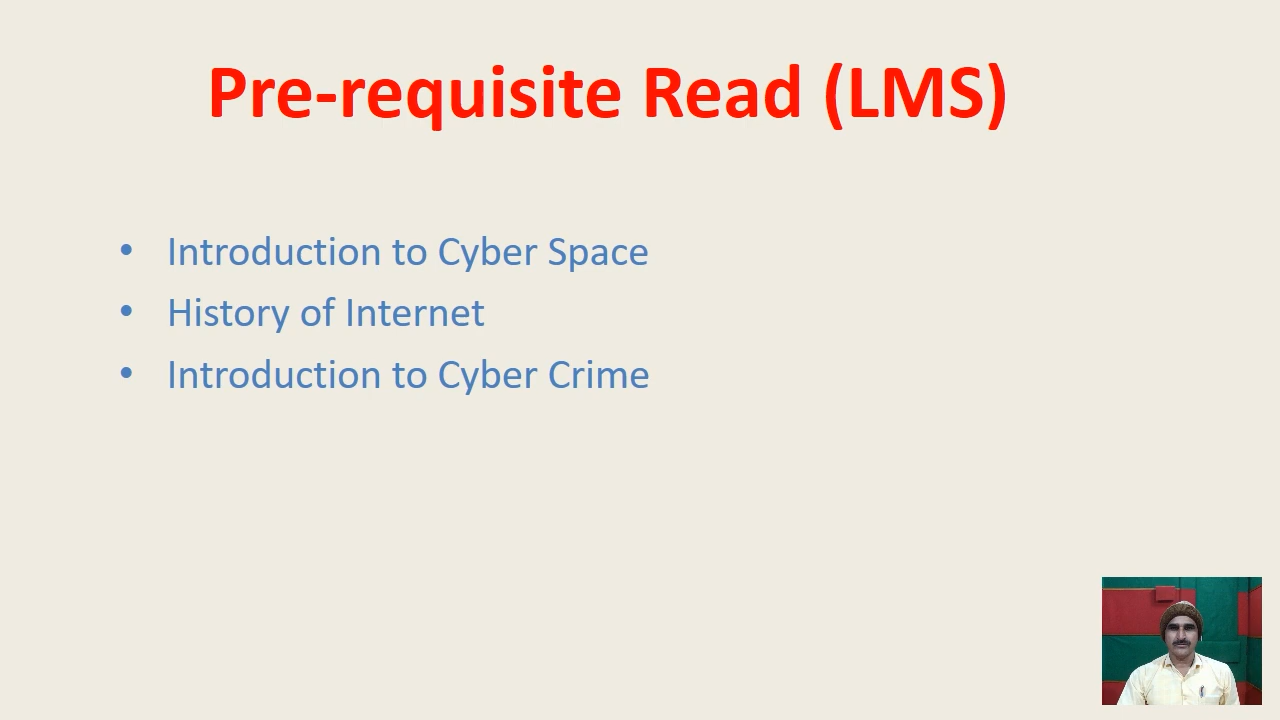 Pre-requisite Read (LMS)
• Introduction to Cyber Space
• History of Internet
• Introduction to Cyber Crime